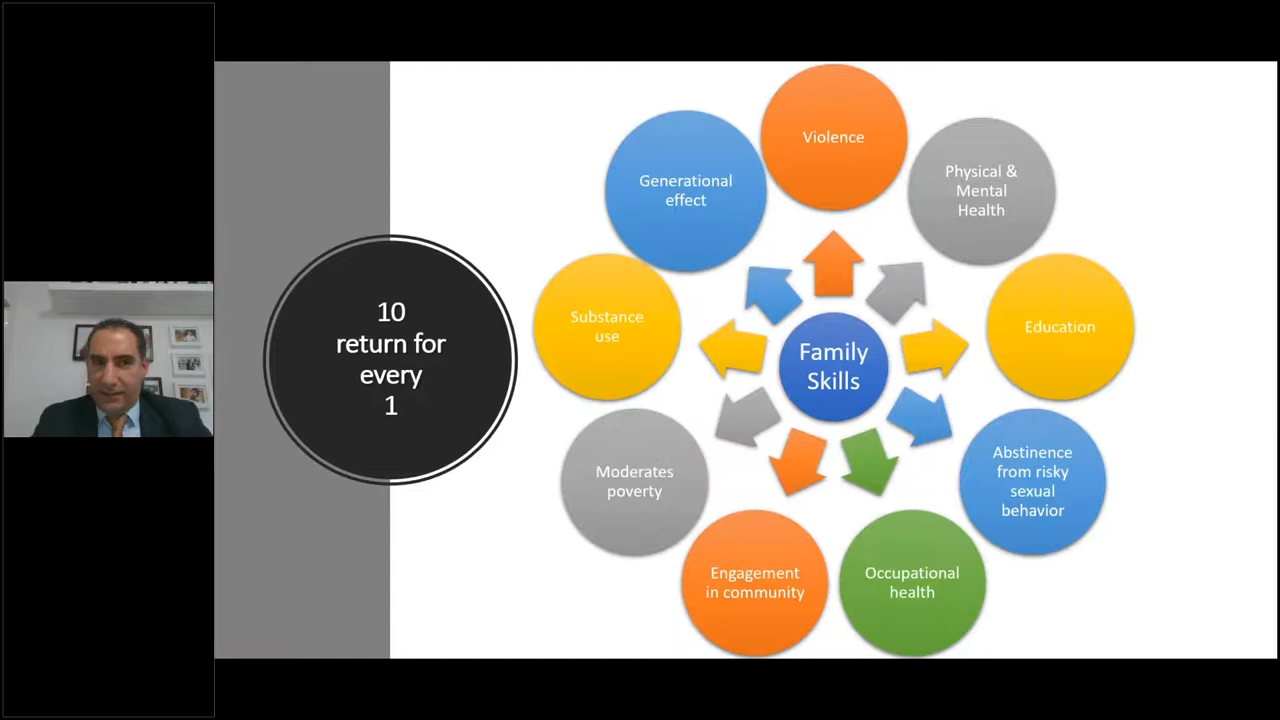 10
return for
every
1
Family
Skills
Violence
Physical &
Mental
Health
Education
Abstinence
from risky
sexual
behavior
Occupational
health
Engagement
in community
Moderates
poverty
Substance
use
Generational
effect